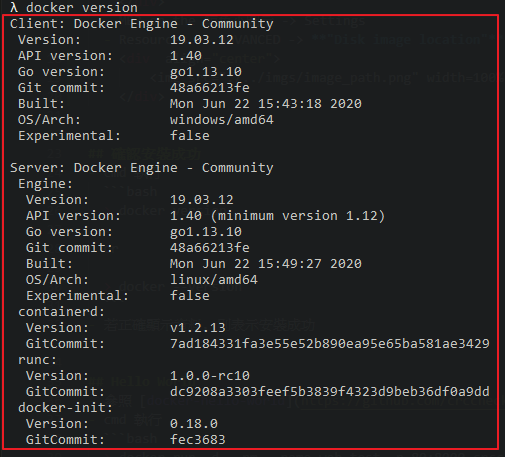 λ docker version
Client: Docker Engine - Community
Version: 19.03.12
API version: 1.40
Go version: go1.13.10
Git commit: 48a66213fe
Built: Mon Jun 22 15:43:18 2020
OS/Arch: windows/amd64
Experimental: false
Server: Docker Engine - Community
Engine:
Version: 19.03.12
API version: 1.40 (minimum version 1.12)
Go version: go1.13.10
Git commit: 48a66213fe
Built: Mon Jun 22 15:49:27 2020
OS/Arch: linux/amd64
Experimental: false
containerd:
Version: v1.2.13
GitCommit: 7ad184331fa3e55e52b890ea95e65ba581ae3429
runc:
Version: 1.0.0-rc10
GitCommit: dc9208a3303feef5b3839f4323d9beb36df0a9dd
docker-init:
Version: 0.18.0
GitCommit: fec3683